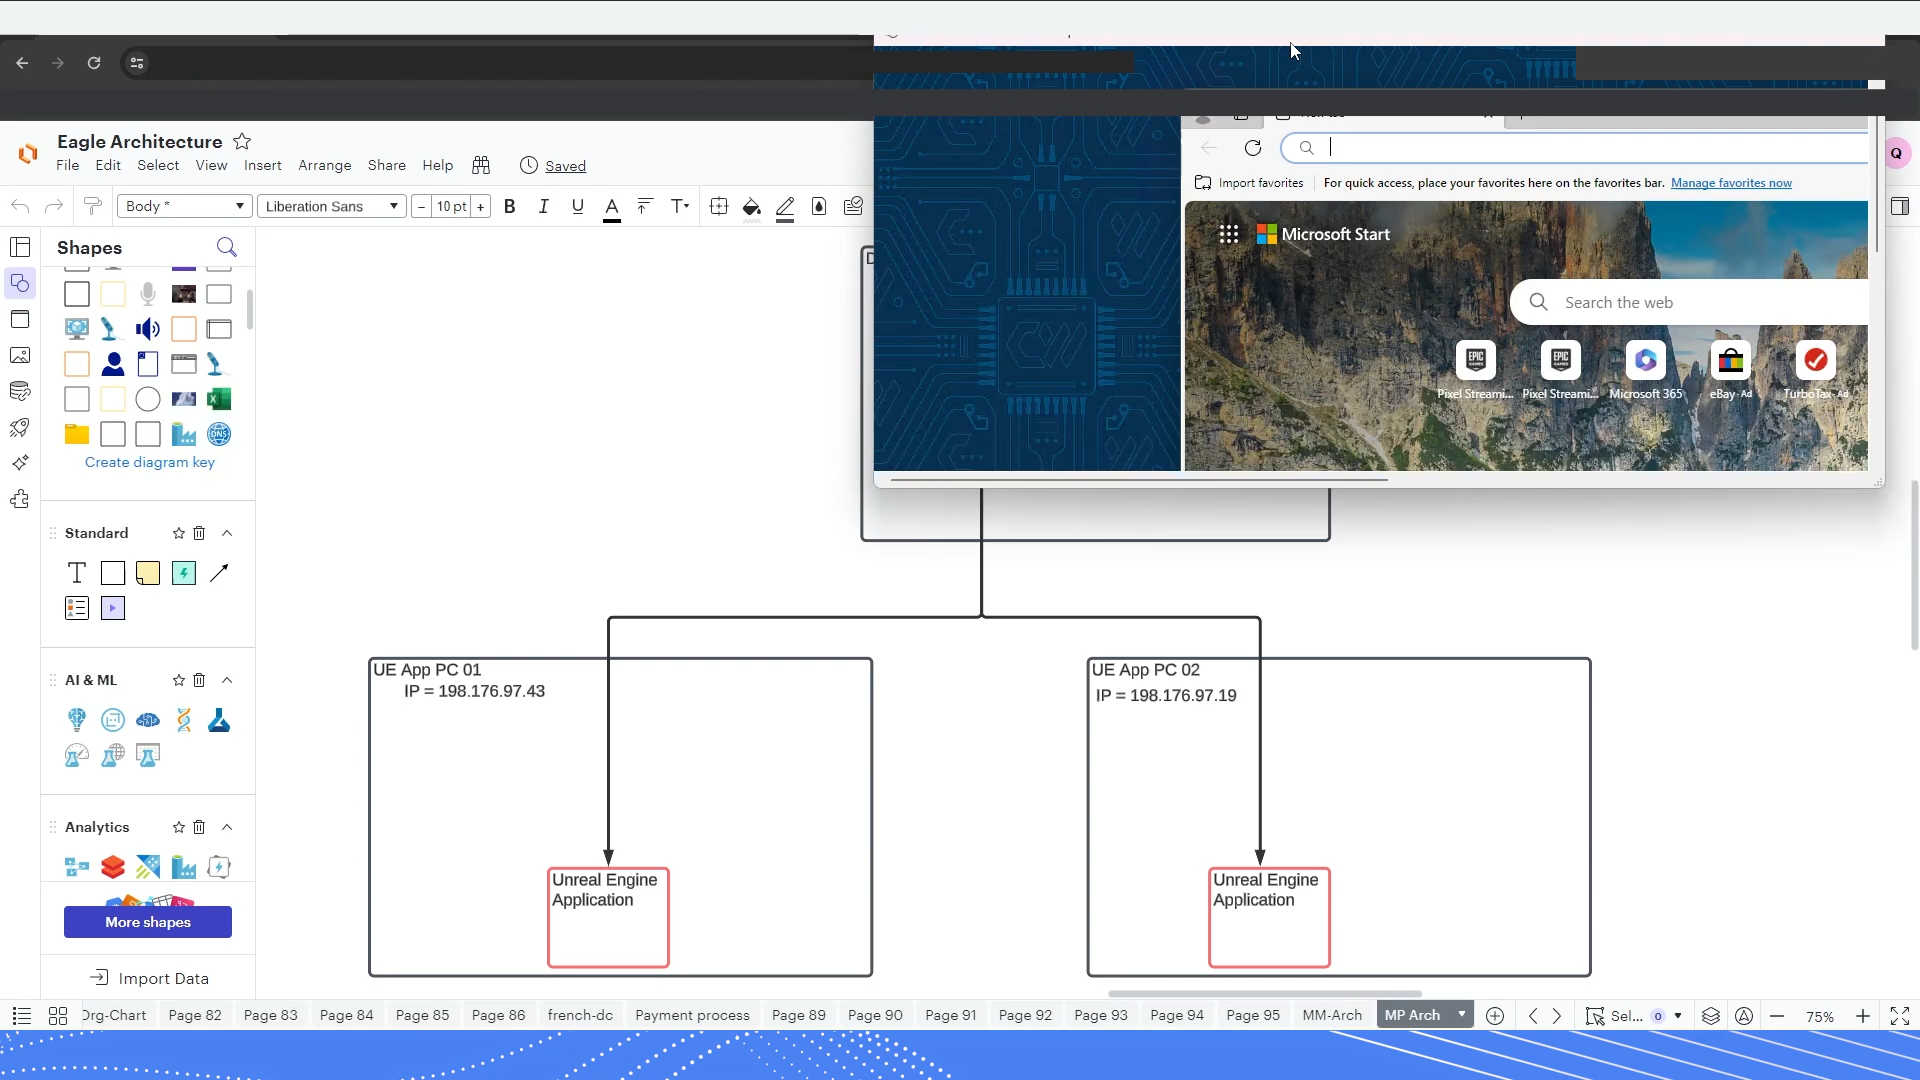 Eagle Architecture
File Edit Select View Insert Arrange Share Help Saved
Q
Import favorites For quick access, place your favorites here on the favorites bar. Manage favorites now
Body * Liberation Sans - 10 pt + B I U A T
Shapes
Microsoft Start
D
Search the web
EPIC GAMES EPIC GAMES
Pixel Streami... Pixel Streami... Microsoft 365 eBay · Ad TurboTax · Ad
DNS
Create diagram key
Standard
T
UE App PC 01
IP = 198.176.97.43
UE App PC 02
IP = 198.176.97.19
AI & ML
Analytics
Unreal Engine
Application
Unreal Engine
Application
More shapes
Import Data
Org-Chart Page 82 Page 83 Page 84 Page 85 Page 86 french-dc Payment process Page 89 Page 90 Page 91 Page 92 Page 93 Page 94 Page 95 MM-Arch MP Arch Sel... 0 75%